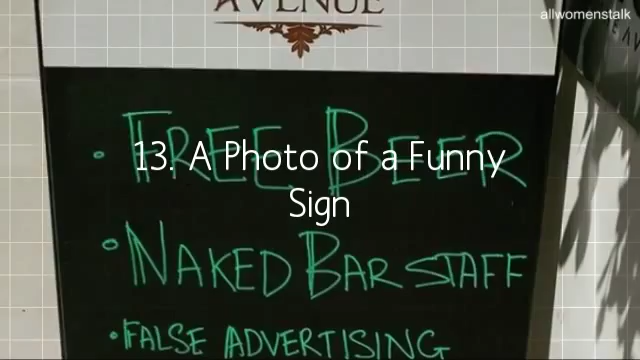 AVENUE
allwomenstalk
• FREE BEER
13. A Photo of a Funny
Sign
• NAKED BAR STAFF
• FALSE ADVERTISING